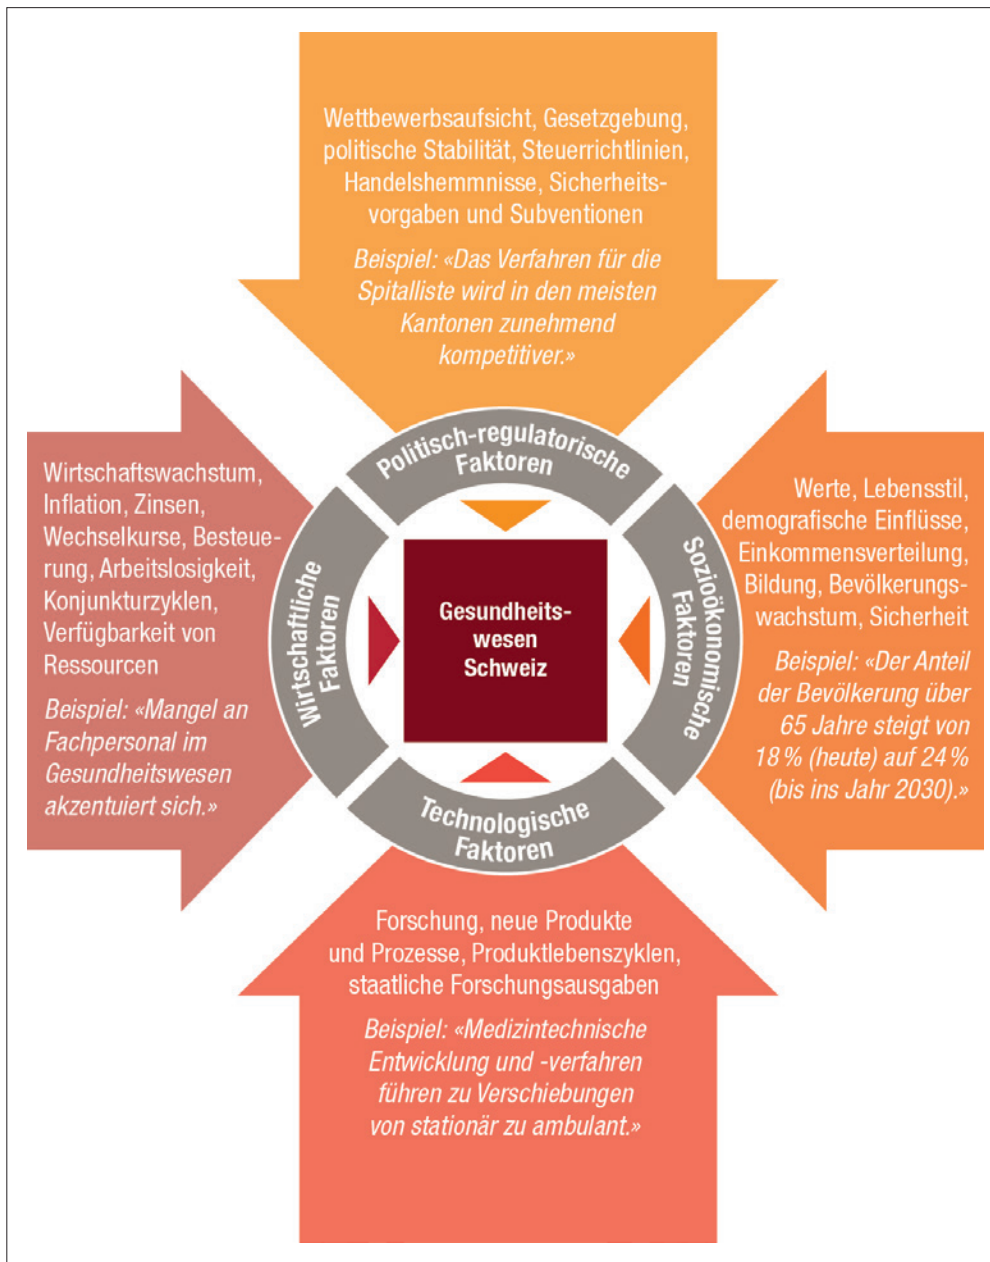 Wettbewerbsaufsicht, Gesetzgebung,
politische Stabilität, Steuerrichtlinien,
Handelshemmnisse, Sicherheits-
vorgaben und Subventionen
Beispiel: «Das Verfahren für die
Spitalliste wird in den meisten
Kantonen zunehmend
kompetitiver.»
Politisch-regulatorische
Faktoren
Wirtschaftswachstum,
Inflation, Zinsen,
Wechselkurse, Besteue-
rung, Arbeitslosigkeit,
Konjunkturzyklen,
Verfügbarkeit von
Ressourcen
Beispiel: «Mangel an
Fachpersonal im
Gesundheitswesen
akzentuiert sich.»
Wirtschaftliche
Faktoren
Gesundheits-
wesen
Schweiz
Sozioökonomische
Faktoren
Werte, Lebensstil,
demografische Einflüsse,
Einkommensverteilung,
Bildung, Bevölkerungs-
wachstum, Sicherheit
Beispiel: «Der Anteil
der Bevölkerung über
65 Jahre steigt von
18 % (heute) auf 24 %
(bis ins Jahr 2030).»
Technologische
Faktoren
Forschung, neue Produkte
und Prozesse, Produktlebenszyklen,
staatliche Forschungsausgaben
Beispiel: «Medizintechnische
Entwicklung und -verfahren
führen zu Verschiebungen
von stationär zu ambulant.»